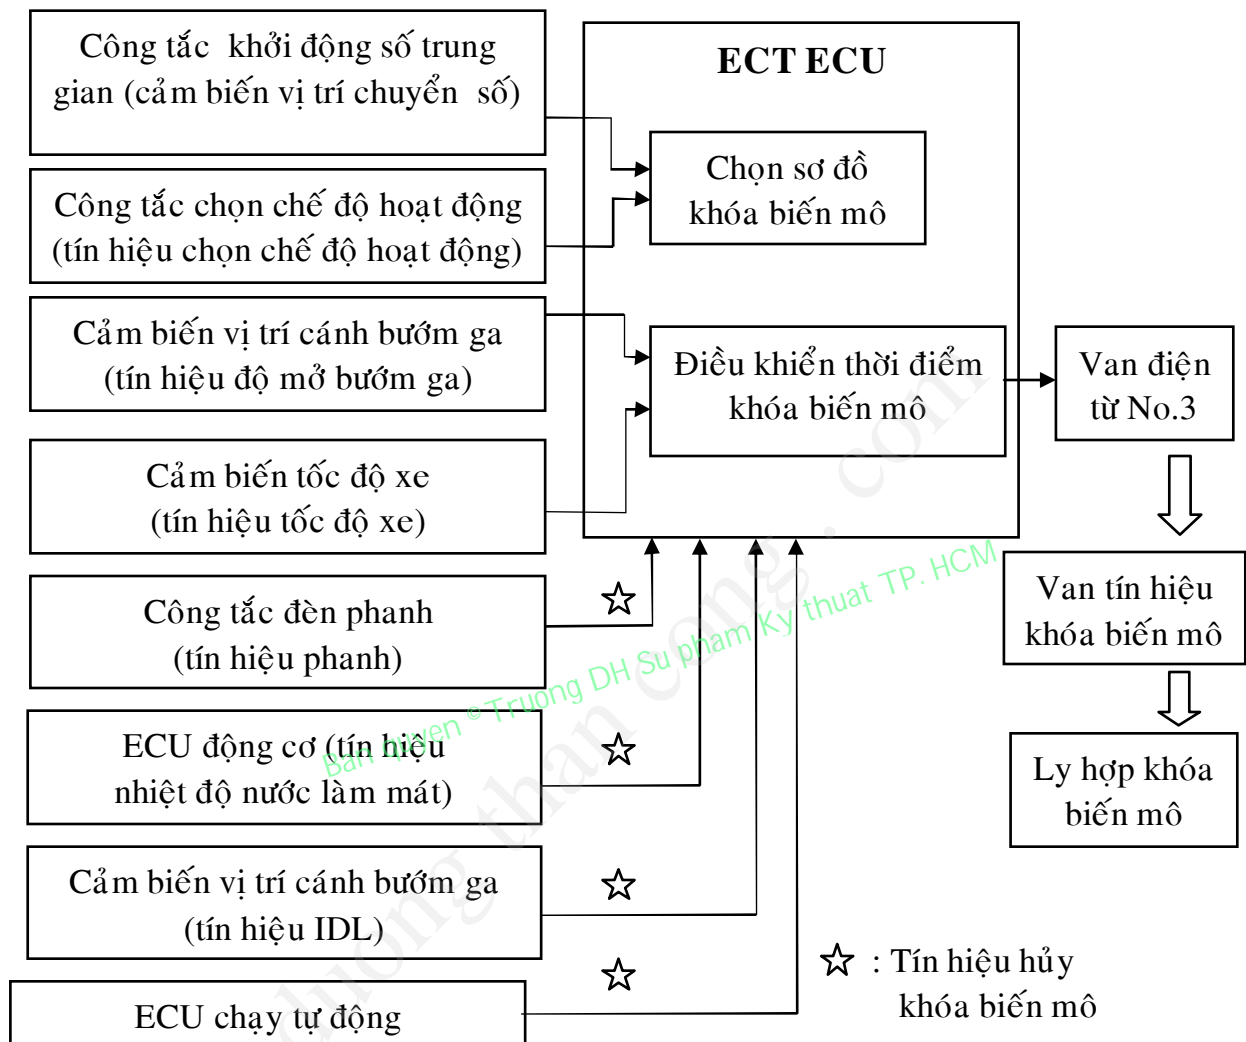 Công tắc khởi động số trung
gian (cảm biến vị trí chuyển số)
ECT ECU
Chọn sơ đồ
khóa biến mô
Công tắc chọn chế độ hoạt động
(tín hiệu chọn chế độ hoạt động)
Cảm biến vị trí cánh bướm ga
(tín hiệu độ mở bướm ga)
Điều khiển thời điểm
khóa biến mô
Van điện
từ No.3
Cảm biến tốc độ xe
(tín hiệu tốc độ xe)
Công tắc đèn phanh
(tín hiệu phanh)
Van tín hiệu
khóa biến mô
ECU động cơ (tín hiệu
nhiệt độ nước làm mát)
Ly hợp khóa
biến mô
Cảm biến vị trí cánh bướm ga
(tín hiệu IDL)
☆ : Tín hiệu hủy
khóa biến mô
ECU chạy tự động
Ban quyen © Truong DH Su pham Ky thuat TP. HCM
duong than cong . com